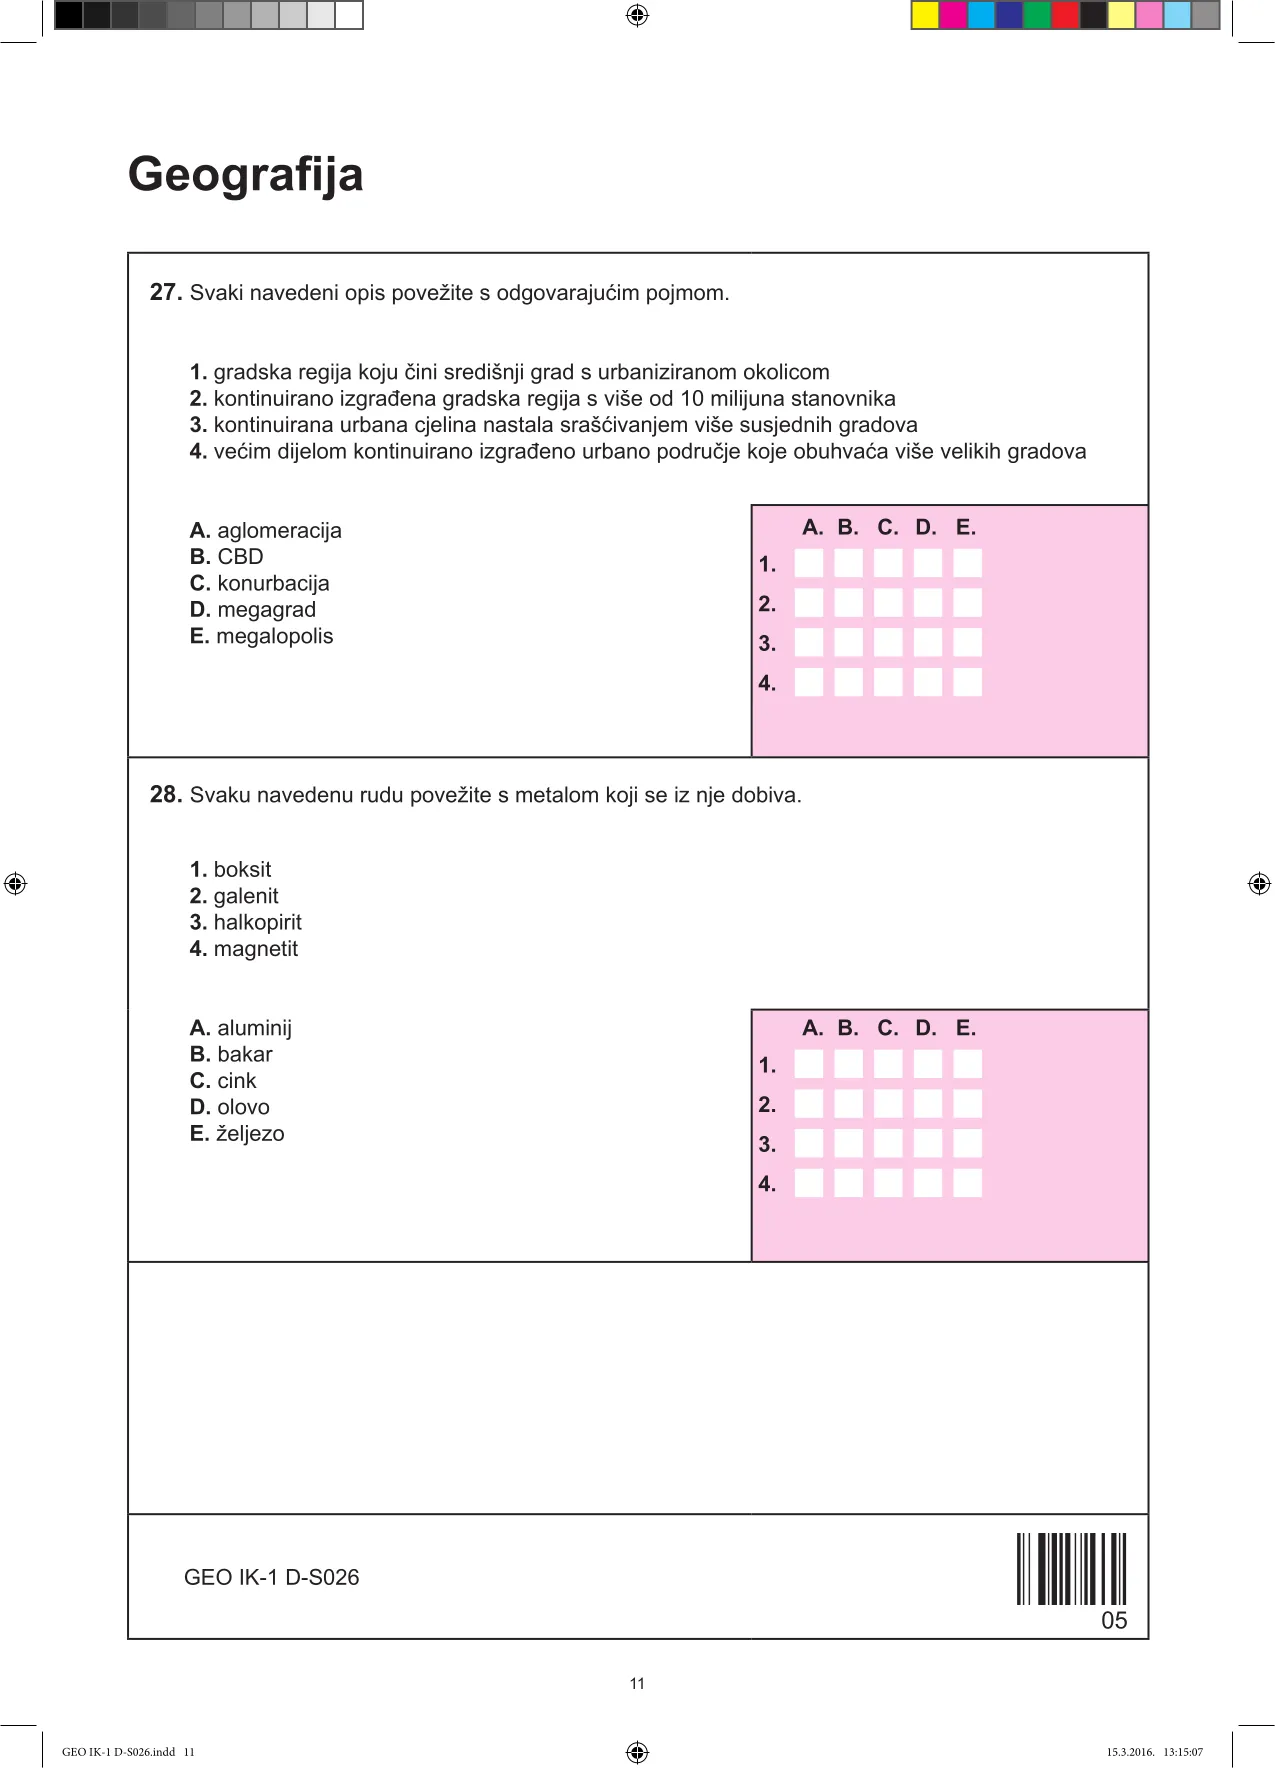 Geografija
27. Svaki navedeni opis povežite s odgovarajućim pojmom.
1. gradska regija koju čini središnji grad s urbaniziranom okolicom
2. kontinuirano izgrađena gradska regija s više od 10 milijuna stanovnika
3. kontinuirana urbana cjelina nastala srašćivanjem više susjednih gradova
4. većim dijelom kontinuirano izgrađeno urbano područje koje obuhvaća više velikih gradova
A. aglomeracija
B. CBD
C. konurbacija
D. megagrad
E. megalopolis
A. B. C. D. E.
1.
2.
3.
4.
28. Svaku navedenu rudu povežite s metalom koji se iz nje dobiva.
1. boksit
2. galenit
3. halkopirit
4. magnetit
A. aluminij
B. bakar
C. cink
D. olovo
E. željezo
A. B. C. D. E.
1.
2.
3.
4.
GEO IK-1 D-S026
05
11
GEO IK-1 D-S026.indd 11
15.3.2016. 13:15:07